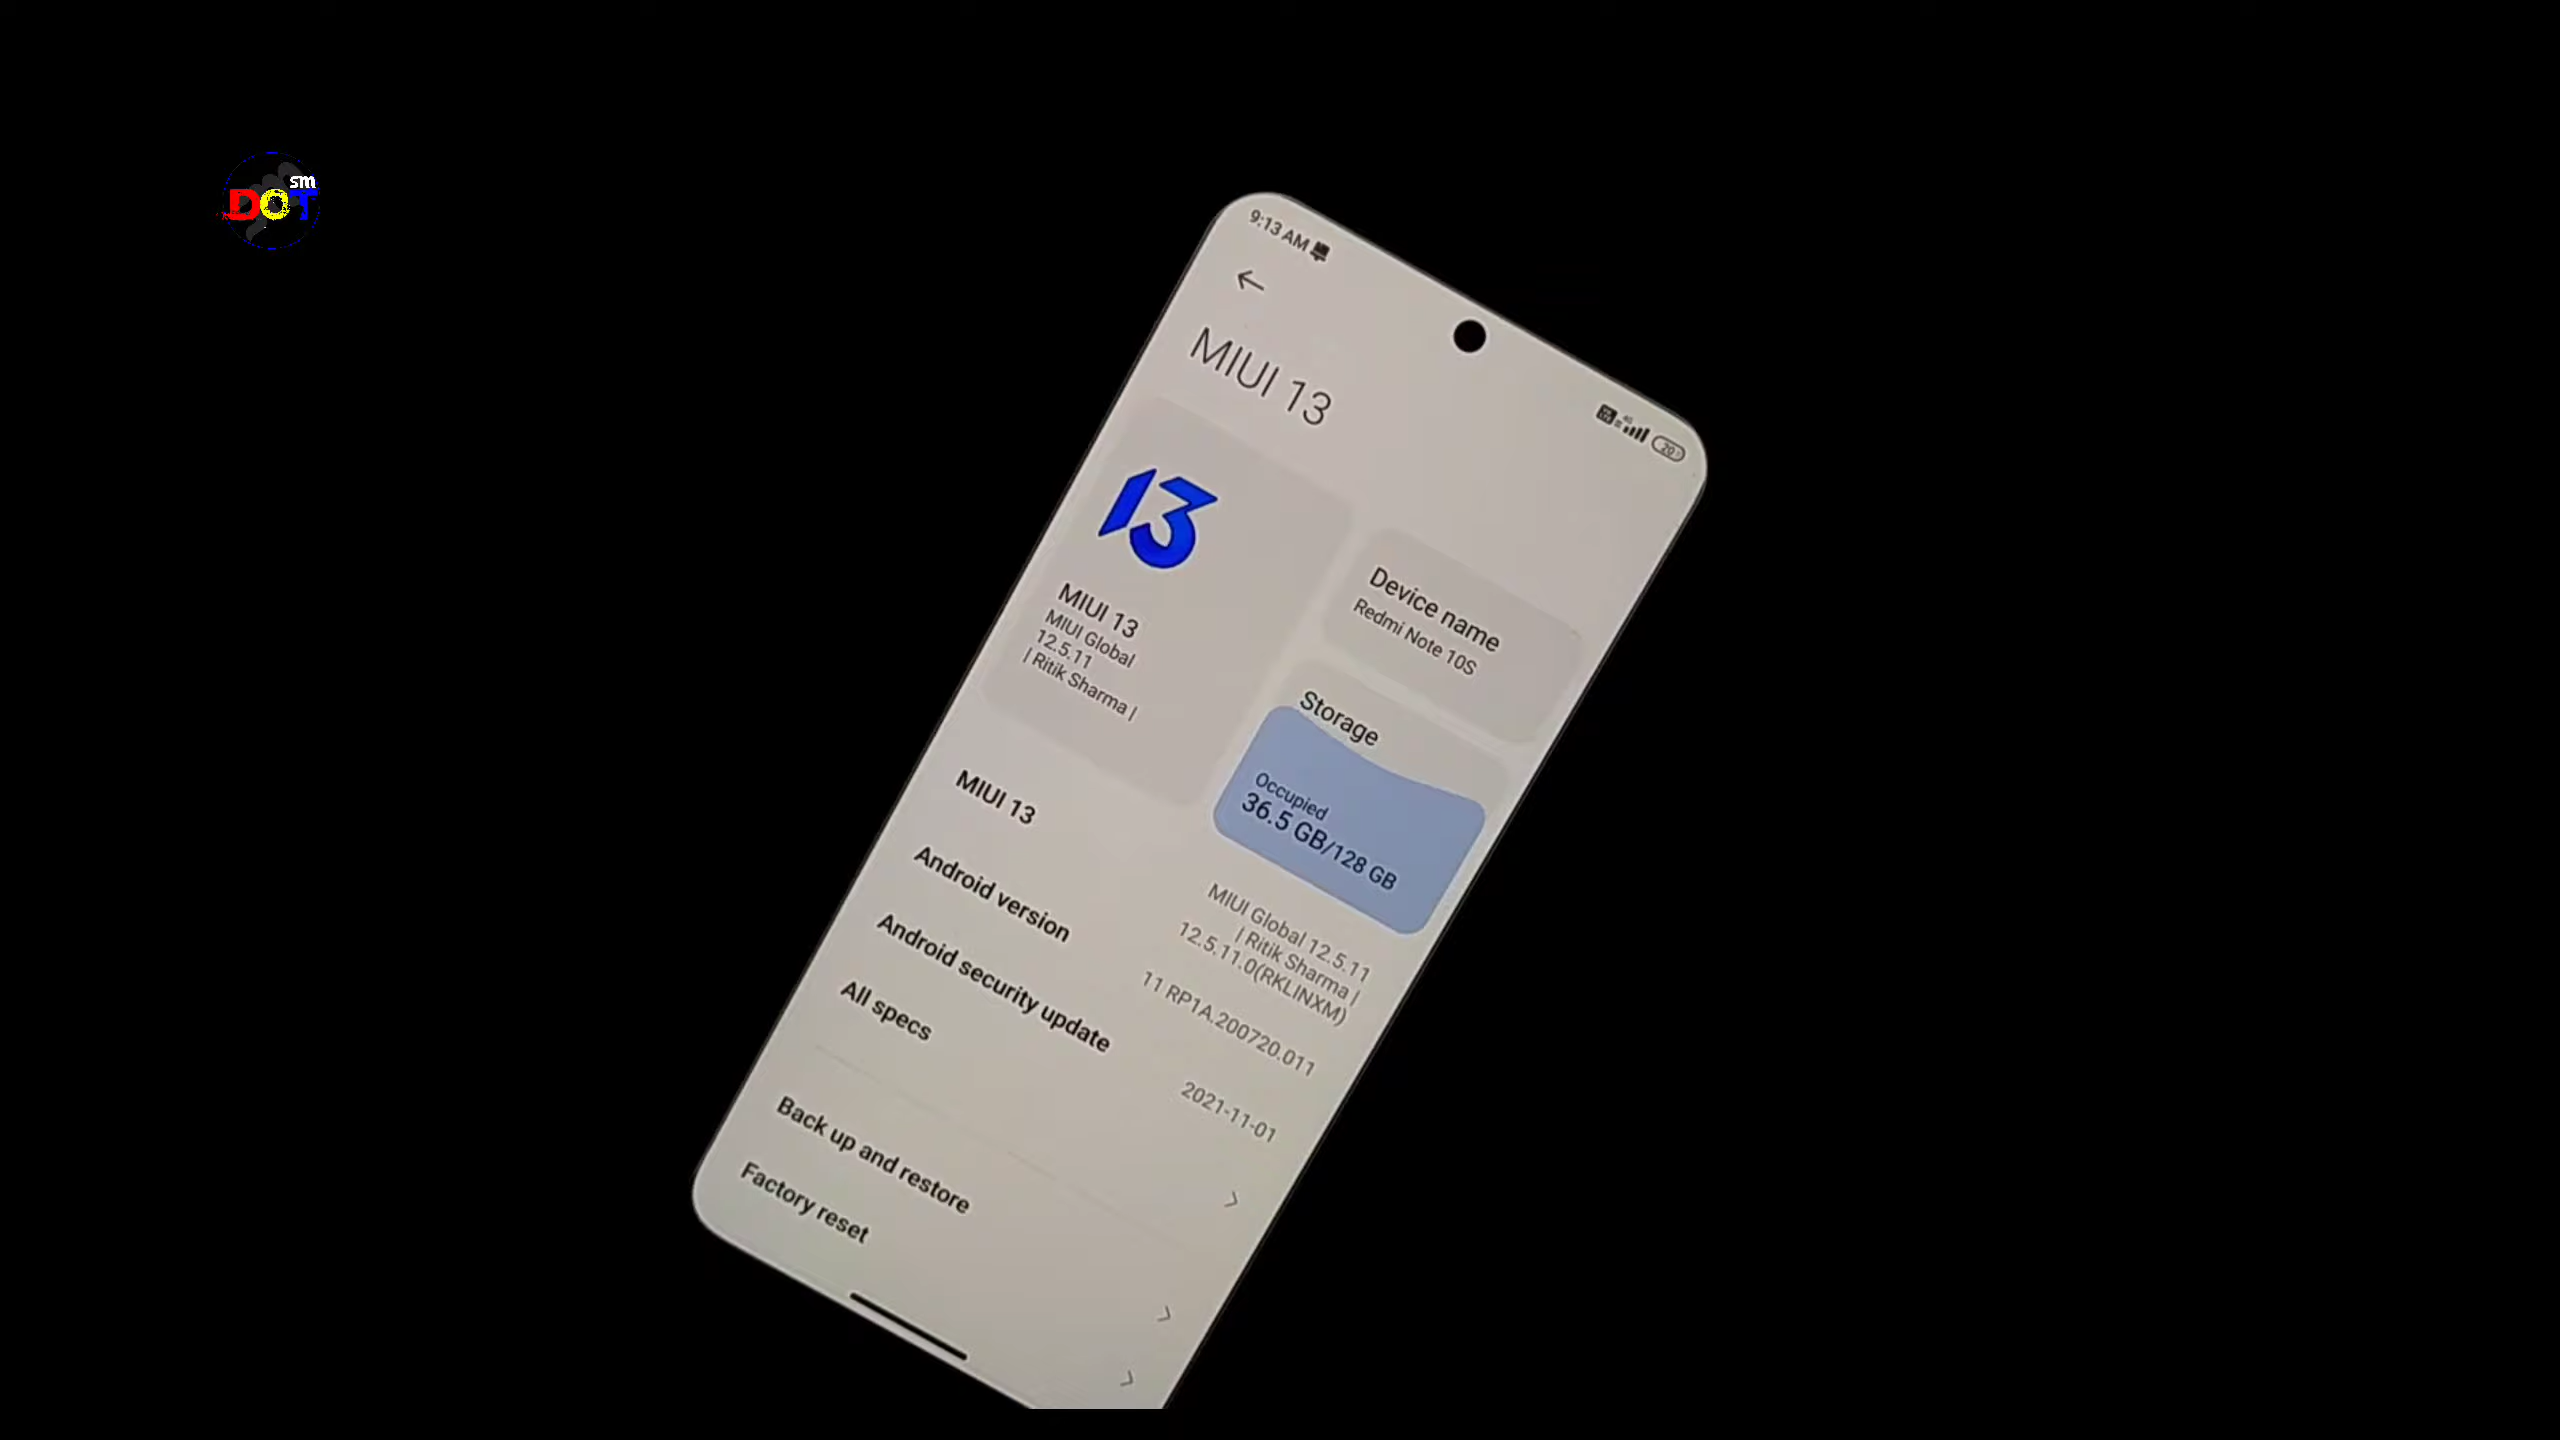 sm
DOT
9:13 AM
4G
20
MIUI 13
13
MIUI 13
MIUI Global
12.5.11
| Ritik Sharma |
Device name
Redmi Note 10S
Storage
Occupied
36.5 GB/128 GB
MIUI 13
MIUI Global 12.5.11
| Ritik Sharma |
12.5.11.0(RKLINXM)
Android version
11 RP1A.200720.011
Android security update
2021-11-01
All specs
Back up and restore
Factory reset